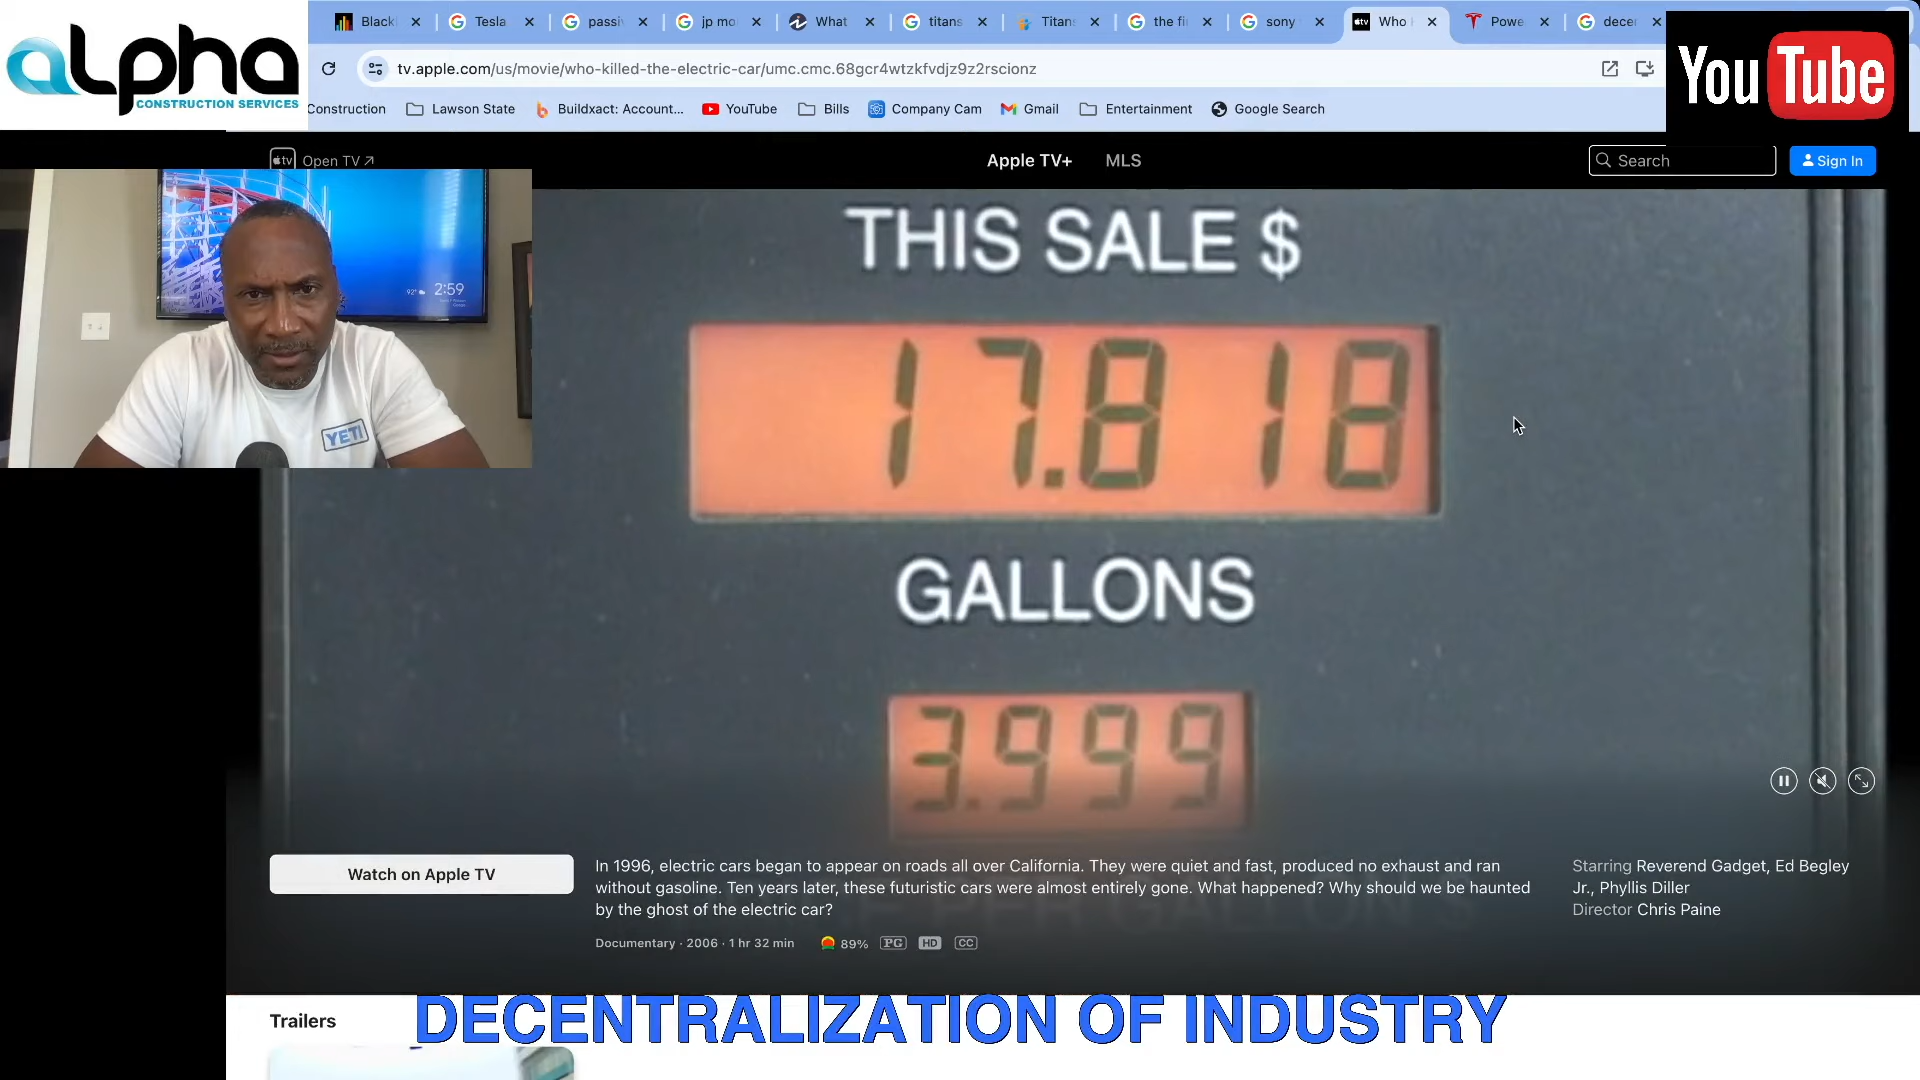 aLpha
CONSTRUCTION SERVICES
Black
Tesla
passi
jp mo
What
titans
Titan
the fi
sony
Who
Powe
dece
tv.apple.com/us/movie/who-killed-the-electric-car/umc.cmc.68gcr4wtzkfvdjz9z2rscionz
YouTube
Construction
Lawson State
Buildxact: Account...
YouTube
Bills
Company Cam
Gmail
Entertainment
Google Search
tv
Open TV ↗
Apple TV+
MLS
Search
Sign In
2:59
92°
YETI
THIS SALE $
17.818
GALLONS
3.999
Watch on Apple TV
In 1996, electric cars began to appear on roads all over California. They were quiet and fast, produced no exhaust and ran
without gasoline. Ten years later, these futuristic cars were almost entirely gone. What happened? Why should we be haunted
by the ghost of the electric car?
Starring Reverend Gadget, Ed Begley
Jr., Phyllis Diller
Director Chris Paine
Documentary · 2006 · 1 hr 32 min
89%
PG
HD
CC
Trailers
DECENTRALIZATION OF INDUSTRY